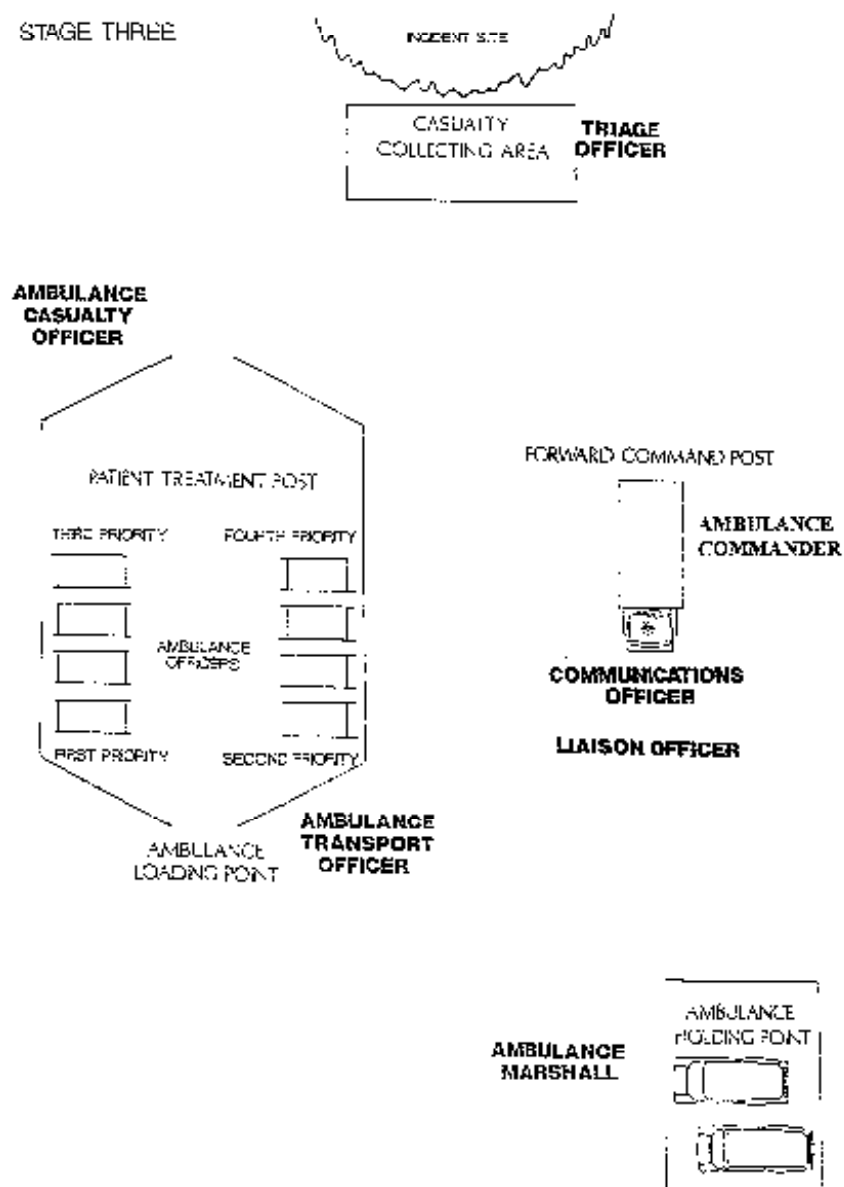 STAGE THREE
INCIDENT SITE
CASUALTY
COLLECTING AREA
TRIAGE
OFFICER
AMBULANCE
CASUALTY
OFFICER
PATIENT TREATMENT POST
THIRD PRIORITY
FOURTH PRIORITY
AMBULANCE
OFFICERS
FIRST PRIORITY
SECOND PRIORITY
AMBULANCE
LOADING POINT
AMBULANCE
TRANSPORT
OFFICER
FORWARD COMMAND POST
AMBULANCE
COMMANDER
COMMUNICATIONS
OFFICER
LIAISON OFFICER
AMBULANCE
MARSHALL
AMBULANCE
HOLDING POINT